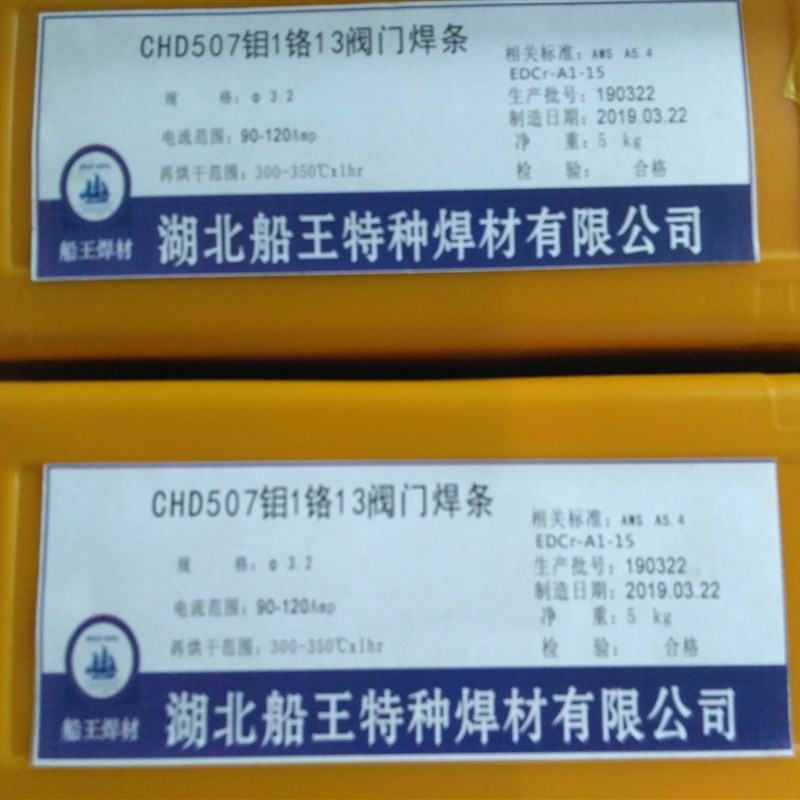 CHD507钼1铬13阀门焊条
相关标准：AWS A5.4
EDCr-A1-15
规 格：φ3.2
生产批号：190322
制造日期：2019.03.22
电流范围：90-120Amp
净 重：5 kg
再烘干范围：300-350℃x1hr
检 验： 合格
船王焊材
湖北船王特种焊材有限公司
CHD507钼1铬13阀门焊条
相关标准：AWS A5.4
EDCr-A1-15
规 格：φ3.2
生产批号：190322
制造日期：2019.03.22
电流范围：90-120Amp
净 重：5 kg
再烘干范围：300-350℃x1hr
检 验： 合格
船王焊材
湖北船王特种焊材有限公司